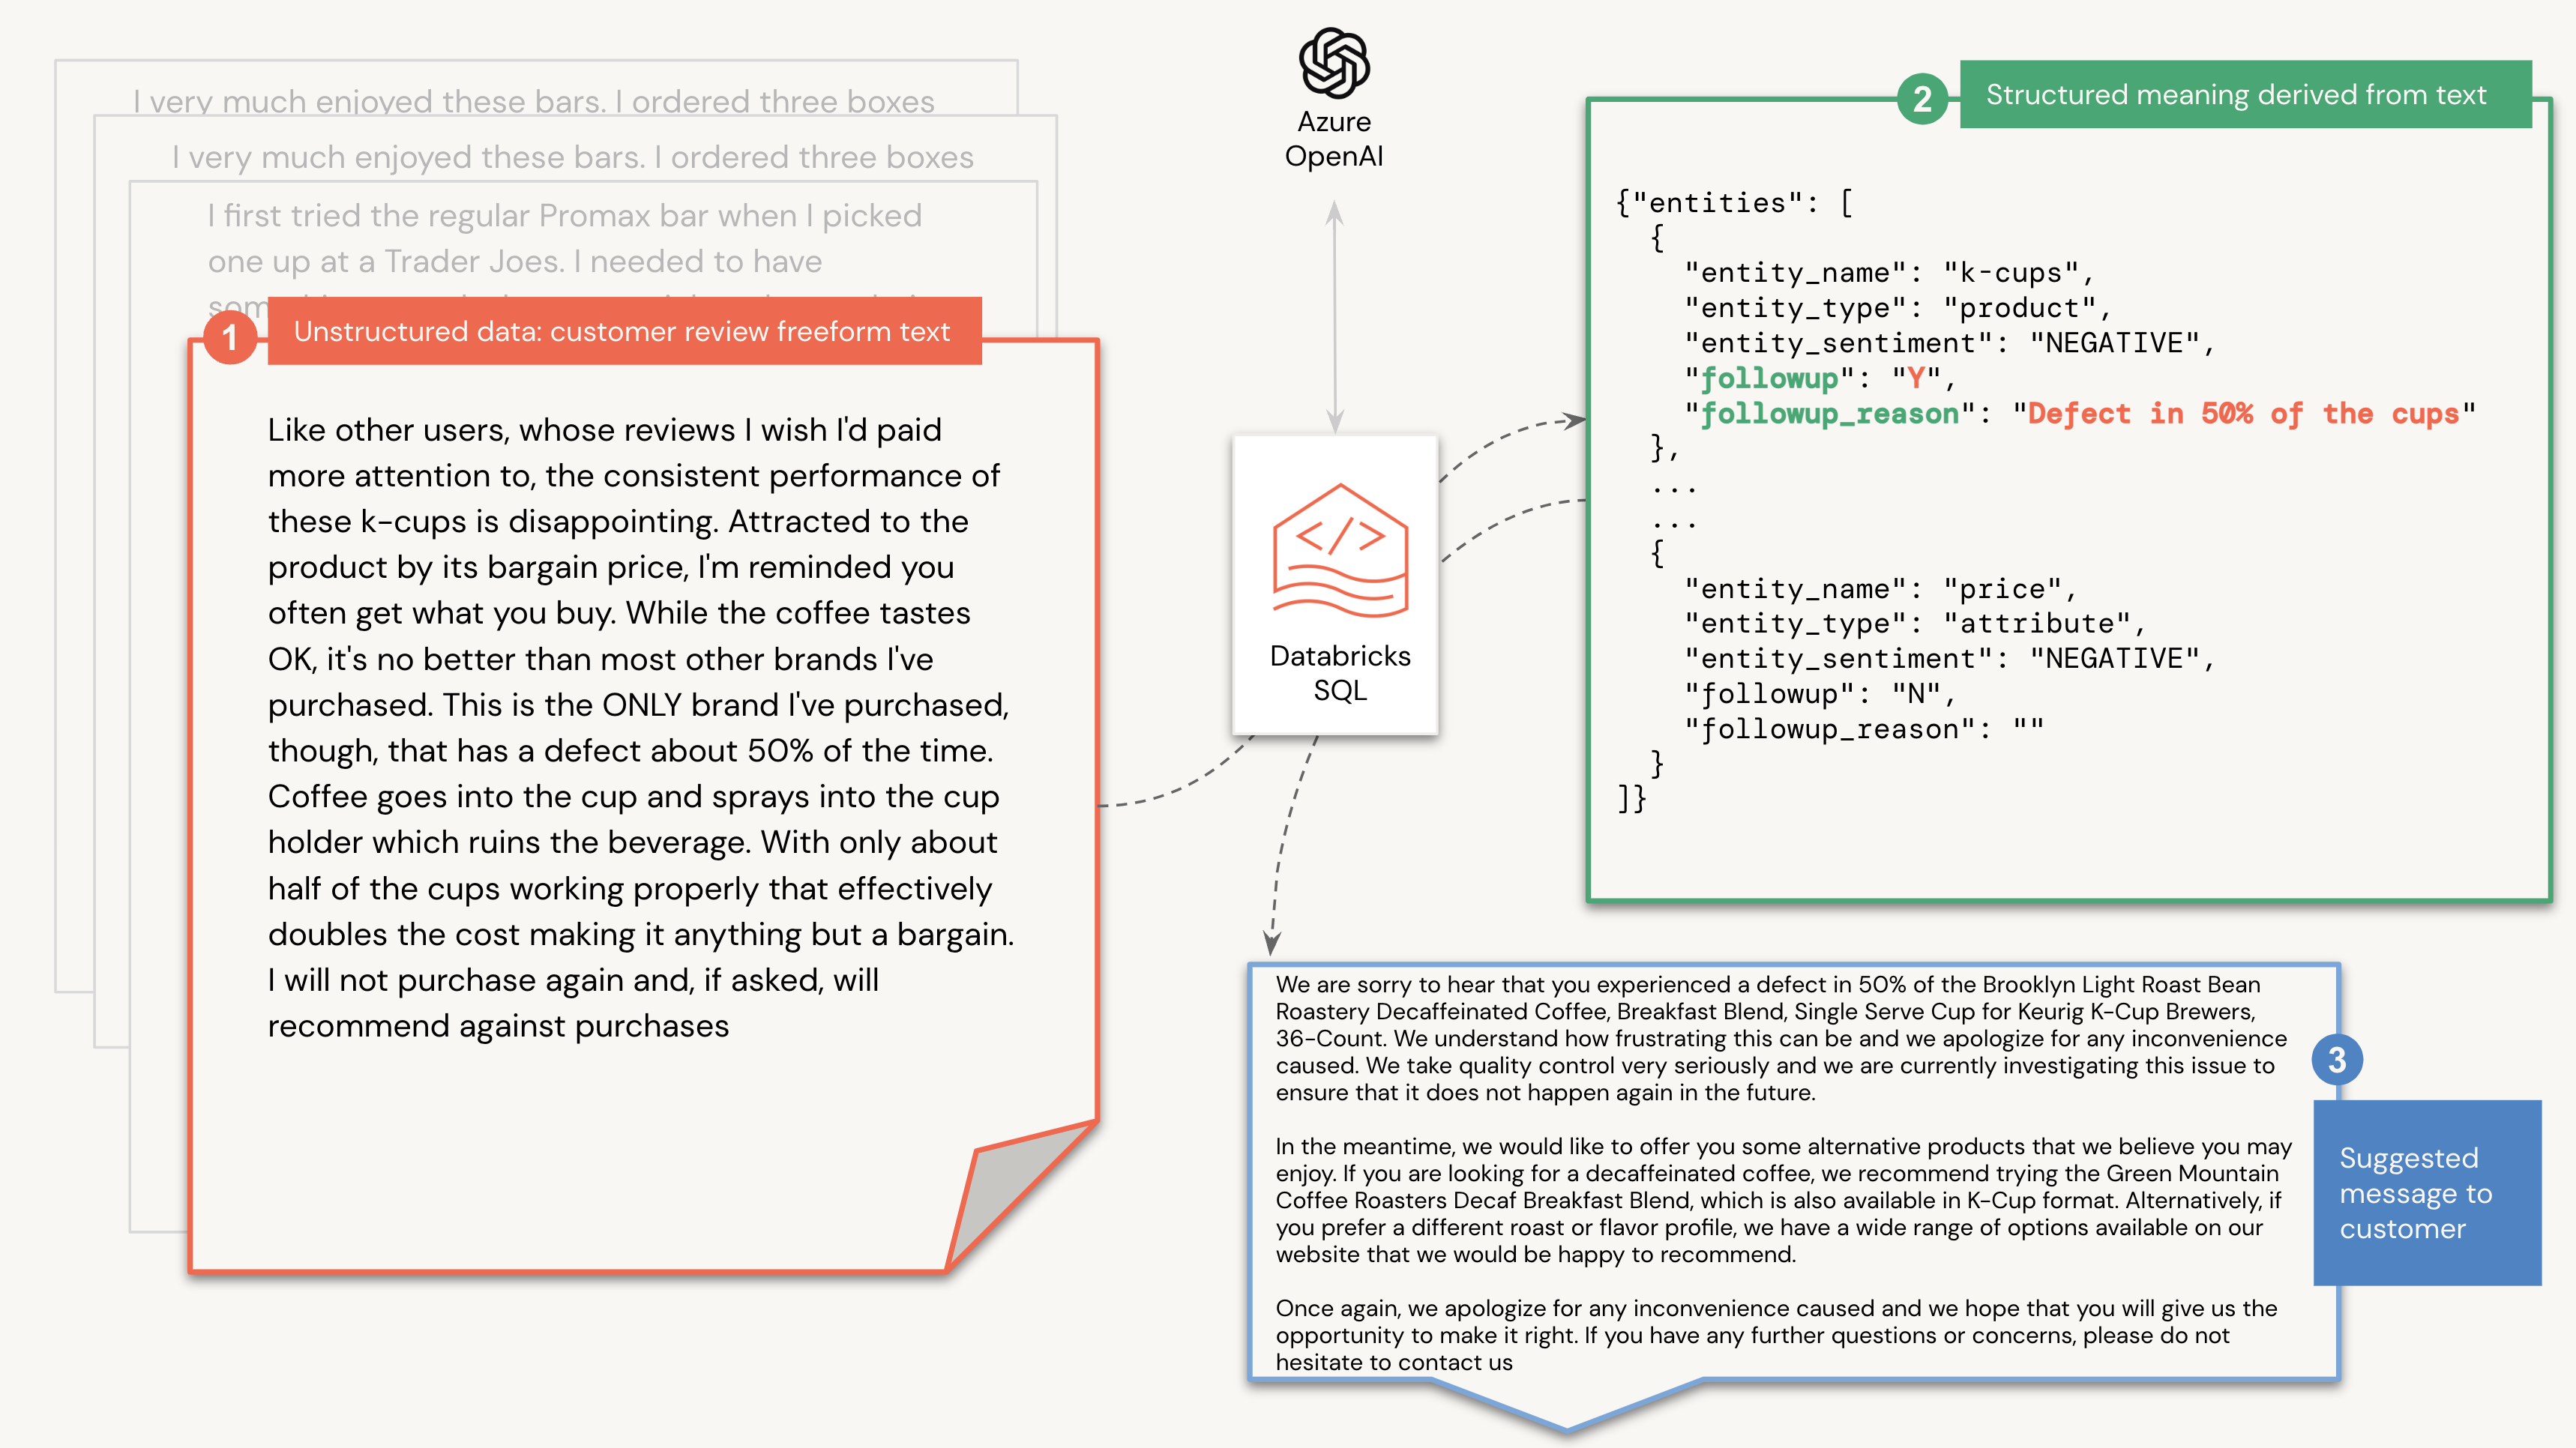 I very much enjoyed these bars. I ordered three boxes
I very much enjoyed these bars. I ordered three boxes
I first tried the regular Promax bar when I picked
one up at a Trader Joes. I needed to have
1
Unstructured data: customer review freeform text
Like other users, whose reviews I wish I'd paid
more attention to, the consistent performance of
these k-cups is disappointing. Attracted to the
product by its bargain price, I'm reminded you
often get what you buy. While the coffee tastes
OK, it's no better than most other brands I've
purchased. This is the ONLY brand I've purchased,
though, that has a defect about 50% of the time.
Coffee goes into the cup and sprays into the cup
holder which ruins the beverage. With only about
half of the cups working properly that effectively
doubles the cost making it anything but a bargain.
I will not purchase again and, if asked, will
recommend against purchases
Azure
OpenAI
</>
Databricks
SQL
2
Structured meaning derived from text
{"entities": [
{
"entity_name": "k-cups",
"entity_type": "product",
"entity_sentiment": "NEGATIVE",
"followup": "Y",
"followup_reason": "Defect in 50% of the cups"
},
...
...
{
"entity_name": "price",
"entity_type": "attribute",
"entity_sentiment": "NEGATIVE",
"followup": "N",
"followup_reason": ""
}
]}
We are sorry to hear that you experienced a defect in 50% of the Brooklyn Light Roast Bean
Roastery Decaffeinated Coffee, Breakfast Blend, Single Serve Cup for Keurig K-Cup Brewers,
36-Count. We understand how frustrating this can be and we apologize for any inconvenience
caused. We take quality control very seriously and we are currently investigating this issue to
ensure that it does not happen again in the future.
In the meantime, we would like to offer you some alternative products that we believe you may
enjoy. If you are looking for a decaffeinated coffee, we recommend trying the Green Mountain
Coffee Roasters Decaf Breakfast Blend, which is also available in K-Cup format. Alternatively, if
you prefer a different roast or flavor profile, we have a wide range of options available on our
website that we would be happy to recommend.
Once again, we apologize for any inconvenience caused and we hope that you will give us the
opportunity to make it right. If you have any further questions or concerns, please do not
hesitate to contact us
3
Suggested
message to
customer